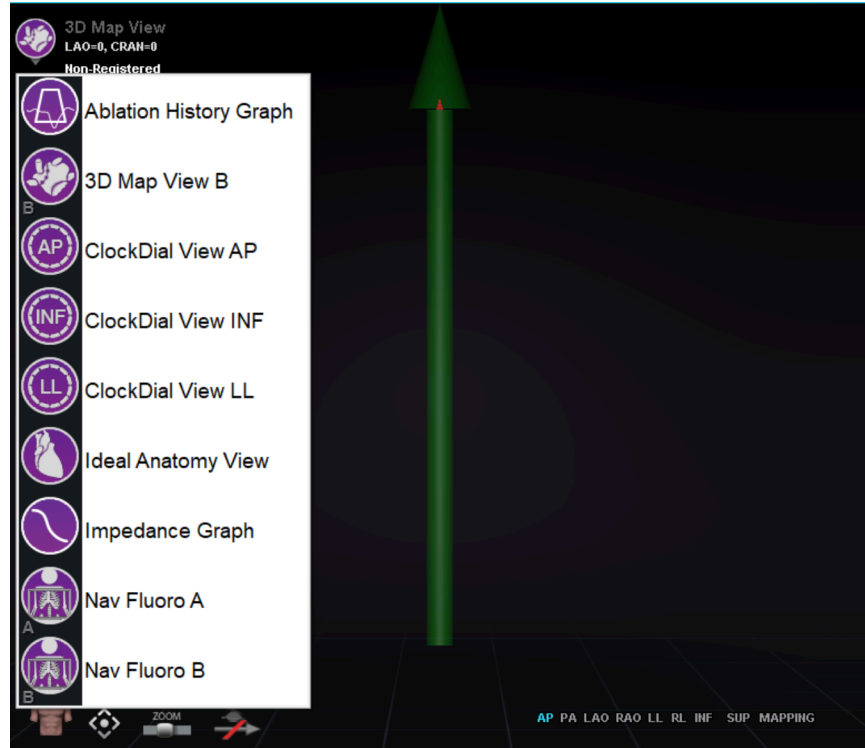 3D Map View
LAO=0, CRAN=0
Non-Registered
Ablation History Graph
3D Map View B
B
AP
ClockDial View AP
INF
ClockDial View INF
LL
ClockDial View LL
Ideal Anatomy View
Impedance Graph
Nav Fluoro A
A
Nav Fluoro B
B
ZOOM
AP PA LAO RAO LL RL INF SUP MAPPING